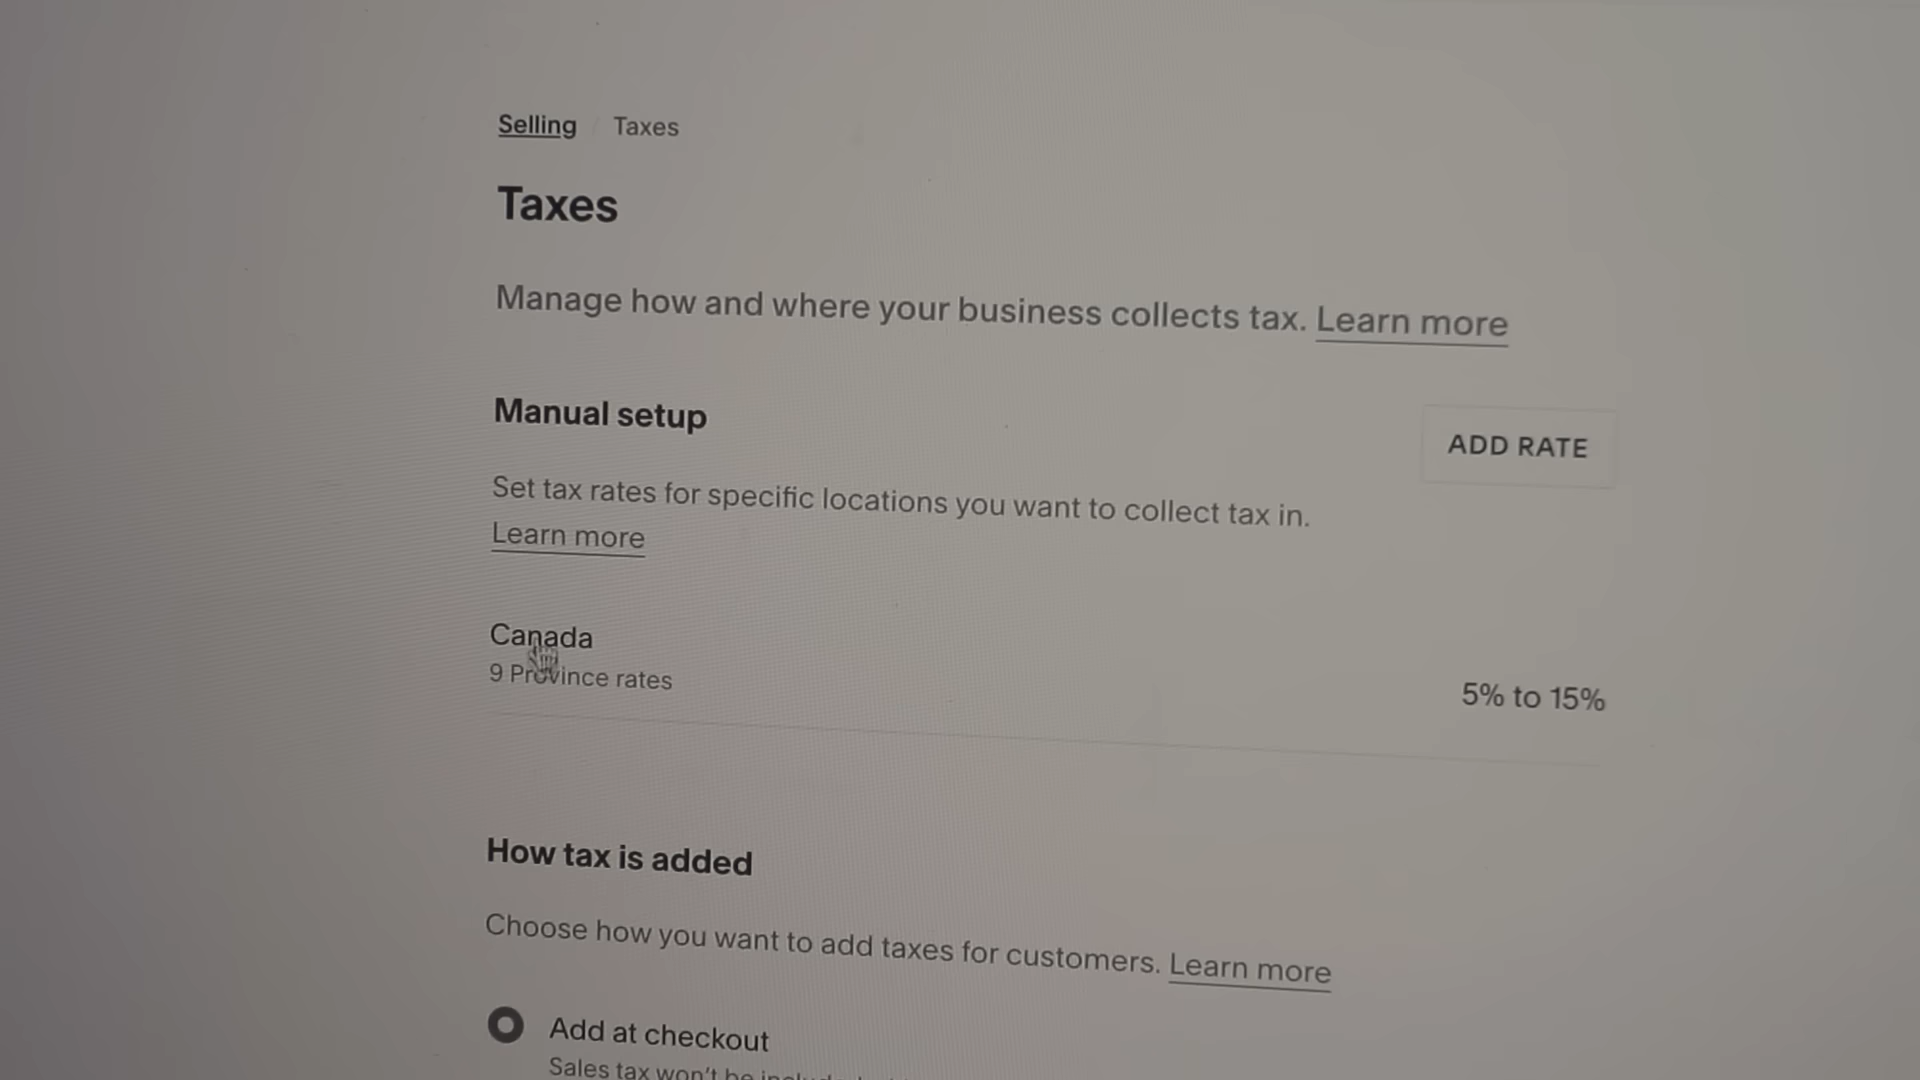 Selling / Taxes
Taxes
Manage how and where your business collects tax. Learn more
Manual setup
ADD RATE
Set tax rates for specific locations you want to collect tax in.
Learn more
Canada
9 Province rates
5% to 15%
How tax is added
Choose how you want to add taxes for customers. Learn more
Add at checkout
Sales tax won't be